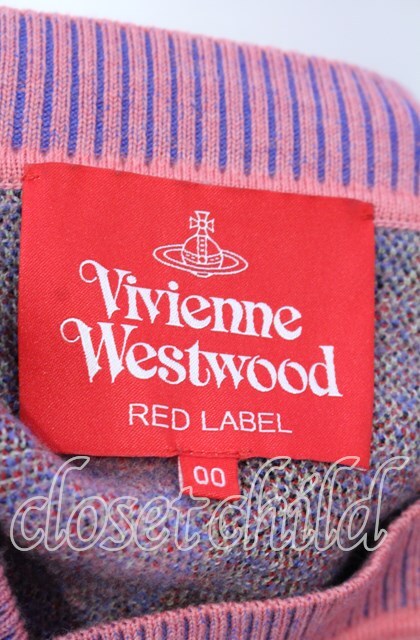 Vivienne
Westwood
RED LABEL
00
closet child